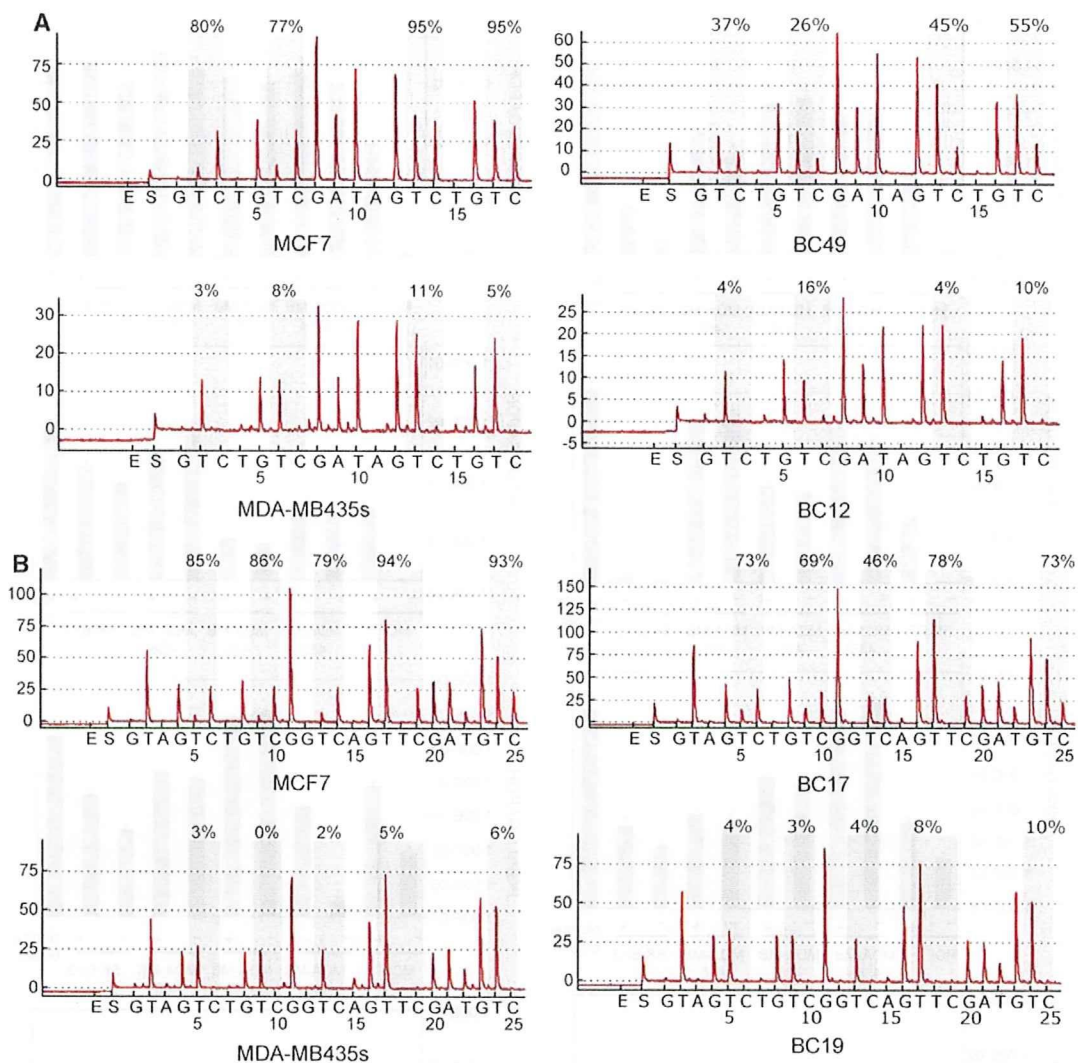 A
80% 77% 95% 95%
75
50
25
0
E S G T C T G T C G A T A G T C T G T C
5 10 15
MCF7
37% 26% 45% 55%
60
50
40
30
20
10
0
E S G T C T G T C G A T A G T C T G T C
5 10 15
BC49
3% 8% 11% 5%
30
20
10
0
E S G T C T G T C G A T A G T C T G T C
5 10 15
MDA-MB435s
4% 16% 4% 10%
25
20
15
10
5
0
-5
E S G T C T G T C G A T A G T C T G T C
5 10 15
BC12
B
85% 86% 79% 94% 93%
100
75
50
25
0
E S G T A G T C T G T C G G T C A G T T C G A T G T C
5 10 15 20 25
MCF7
73% 69% 46% 78% 73%
150
125
100
75
50
25
0
E S G T A G T C T G T C G G T C A G T T C G A T G T C
5 10 15 20 25
BC17
3% 0% 2% 5% 6%
75
50
25
0
E S G T A G T C T G T C G G T C A G T T C G A T G T C
5 10 15 20 25
MDA-MB435s
4% 3% 4% 8% 10%
75
50
25
0
E S G T A G T C T G T C G G T C A G T T C G A T G T C
5 10 15 20 25
BC19